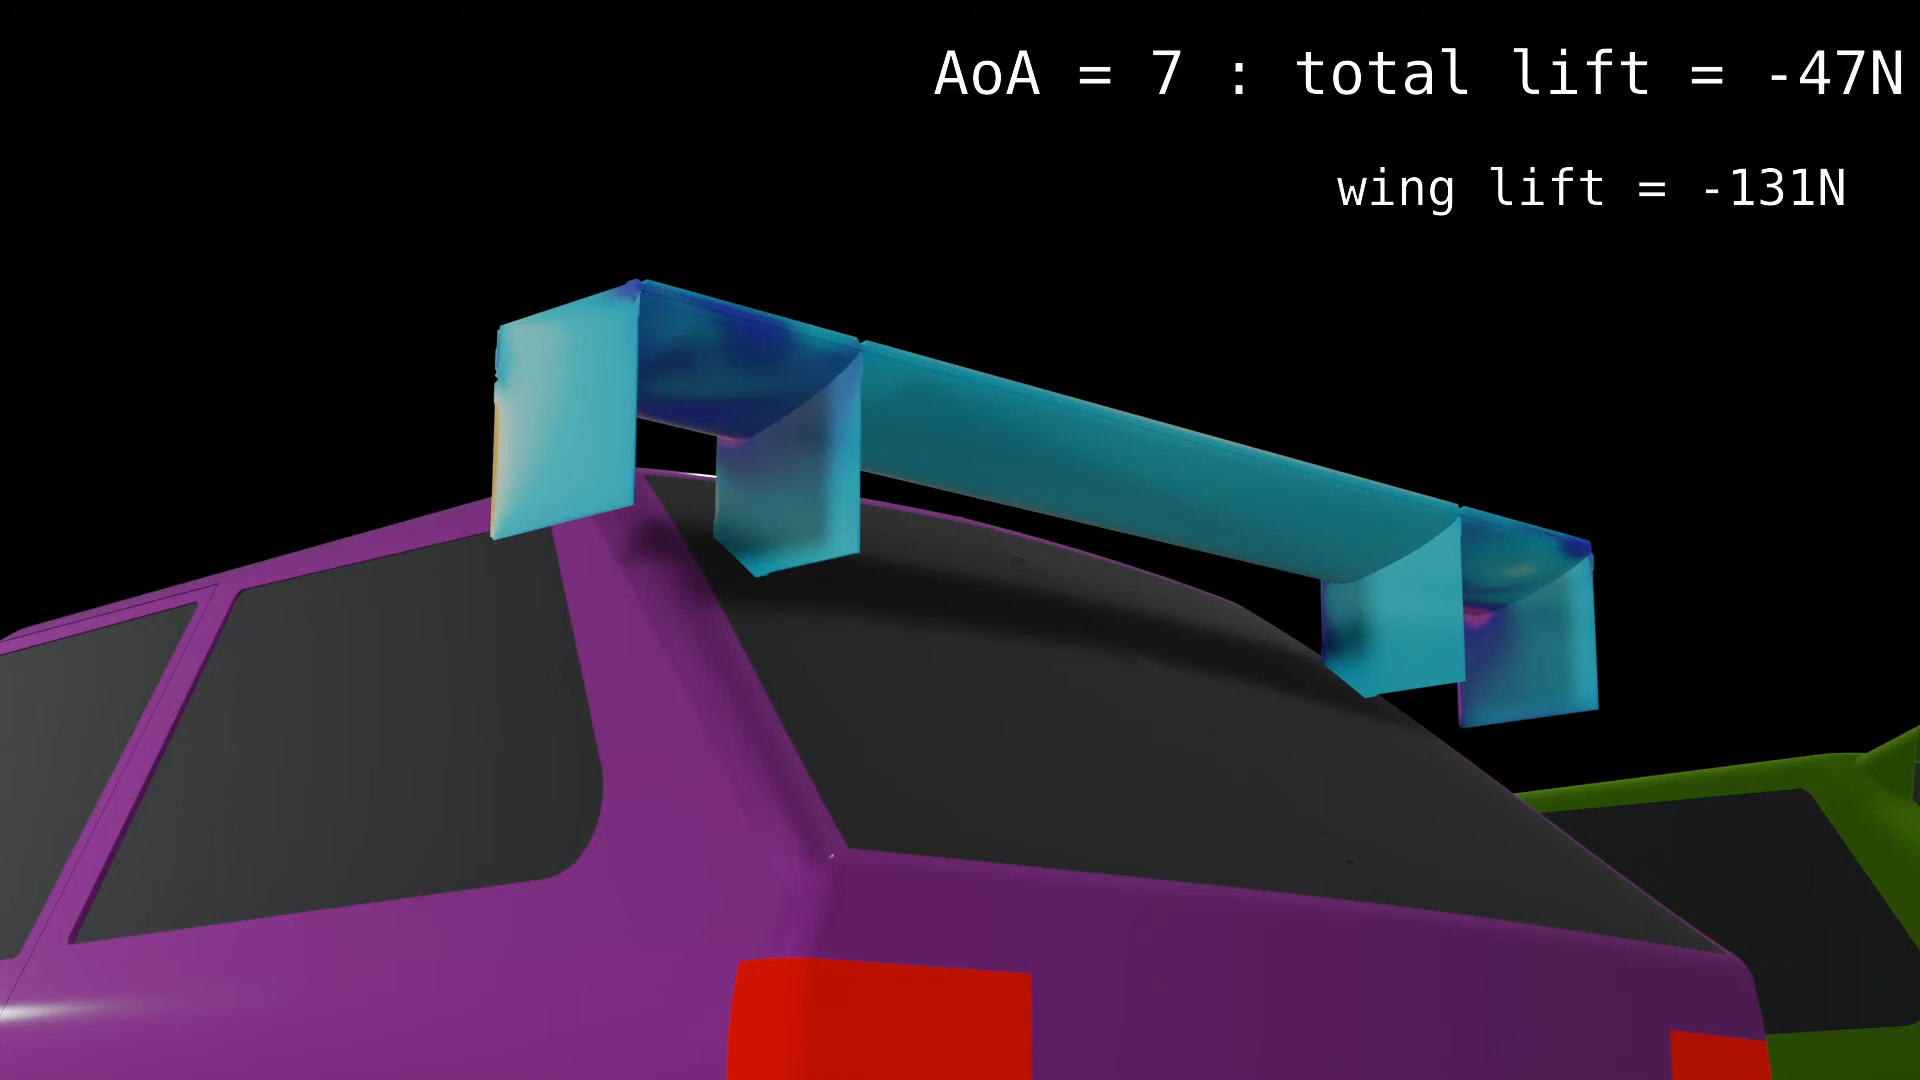 AoA = 7 : total lift = -47N
wing lift = -131N